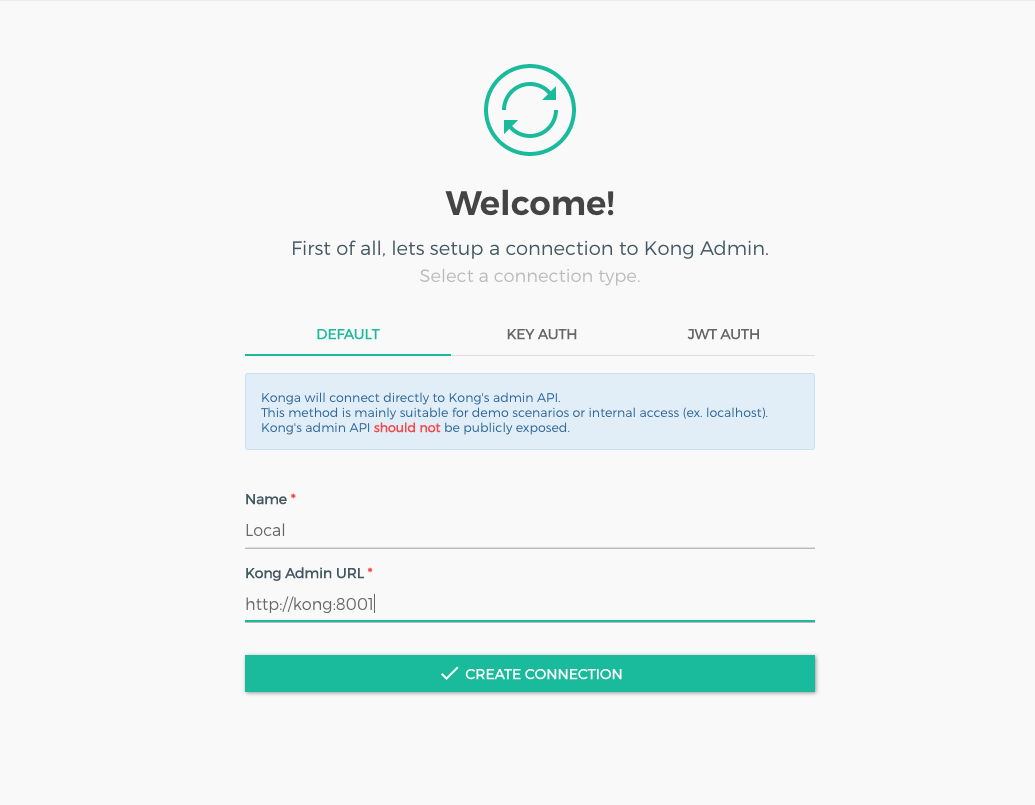 Welcome!
First of all, lets setup a connection to Kong Admin.
Select a connection type.
DEFAULT KEY AUTH JWT AUTH
Konga will connect directly to Kong's admin API.
This method is mainly suitable for demo scenarios or internal access (ex. localhost).
Kong's admin API should not be publicly exposed.
Name *
Local
Kong Admin URL *
http://kong:8001
CREATE CONNECTION